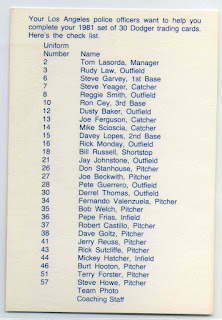 Your Los Angeles police officers want to help you
complete your 1981 set of 30 Dodger trading cards.
Here's the check list.
Uniform
Number Name
2 Tom Lasorda, Manager
3 Rudy Law, Outfield
6 Steve Garvey, 1st Base
7 Steve Yeager, Catcher
8 Reggie Smith, Outfield
10 Ron Cey, 3rd Base
12 Dusty Baker, Outfield
13 Joe Ferguson, Catcher
14 Mike Scioscia, Catcher
15 Davey Lopes, 2nd Base
16 Rick Monday, Outfield
18 Bill Russell, Shortstop
21 Jay Johnstone, Outfield
26 Don Stanhouse, Pitcher
27 Joe Beckwith, Pitcher
28 Pete Guerrero, Outfield
30 Derrel Thomas, Outfield
34 Fernando Valenzuela, Pitcher
35 Bob Welch, Pitcher
36 Pepe Frias, Infield
37 Robert Castillo, Pitcher
38 Dave Goltz, Pitcher
41 Jerry Reuss, Pitcher
43 Rick Sutcliffe, Pitcher
44 Mickey Hatcher, Infield
46 Burt Hooton, Pitcher
51 Terry Forster, Pitcher
57 Steve Howe, Pitcher
Team Photo
Coaching Staff